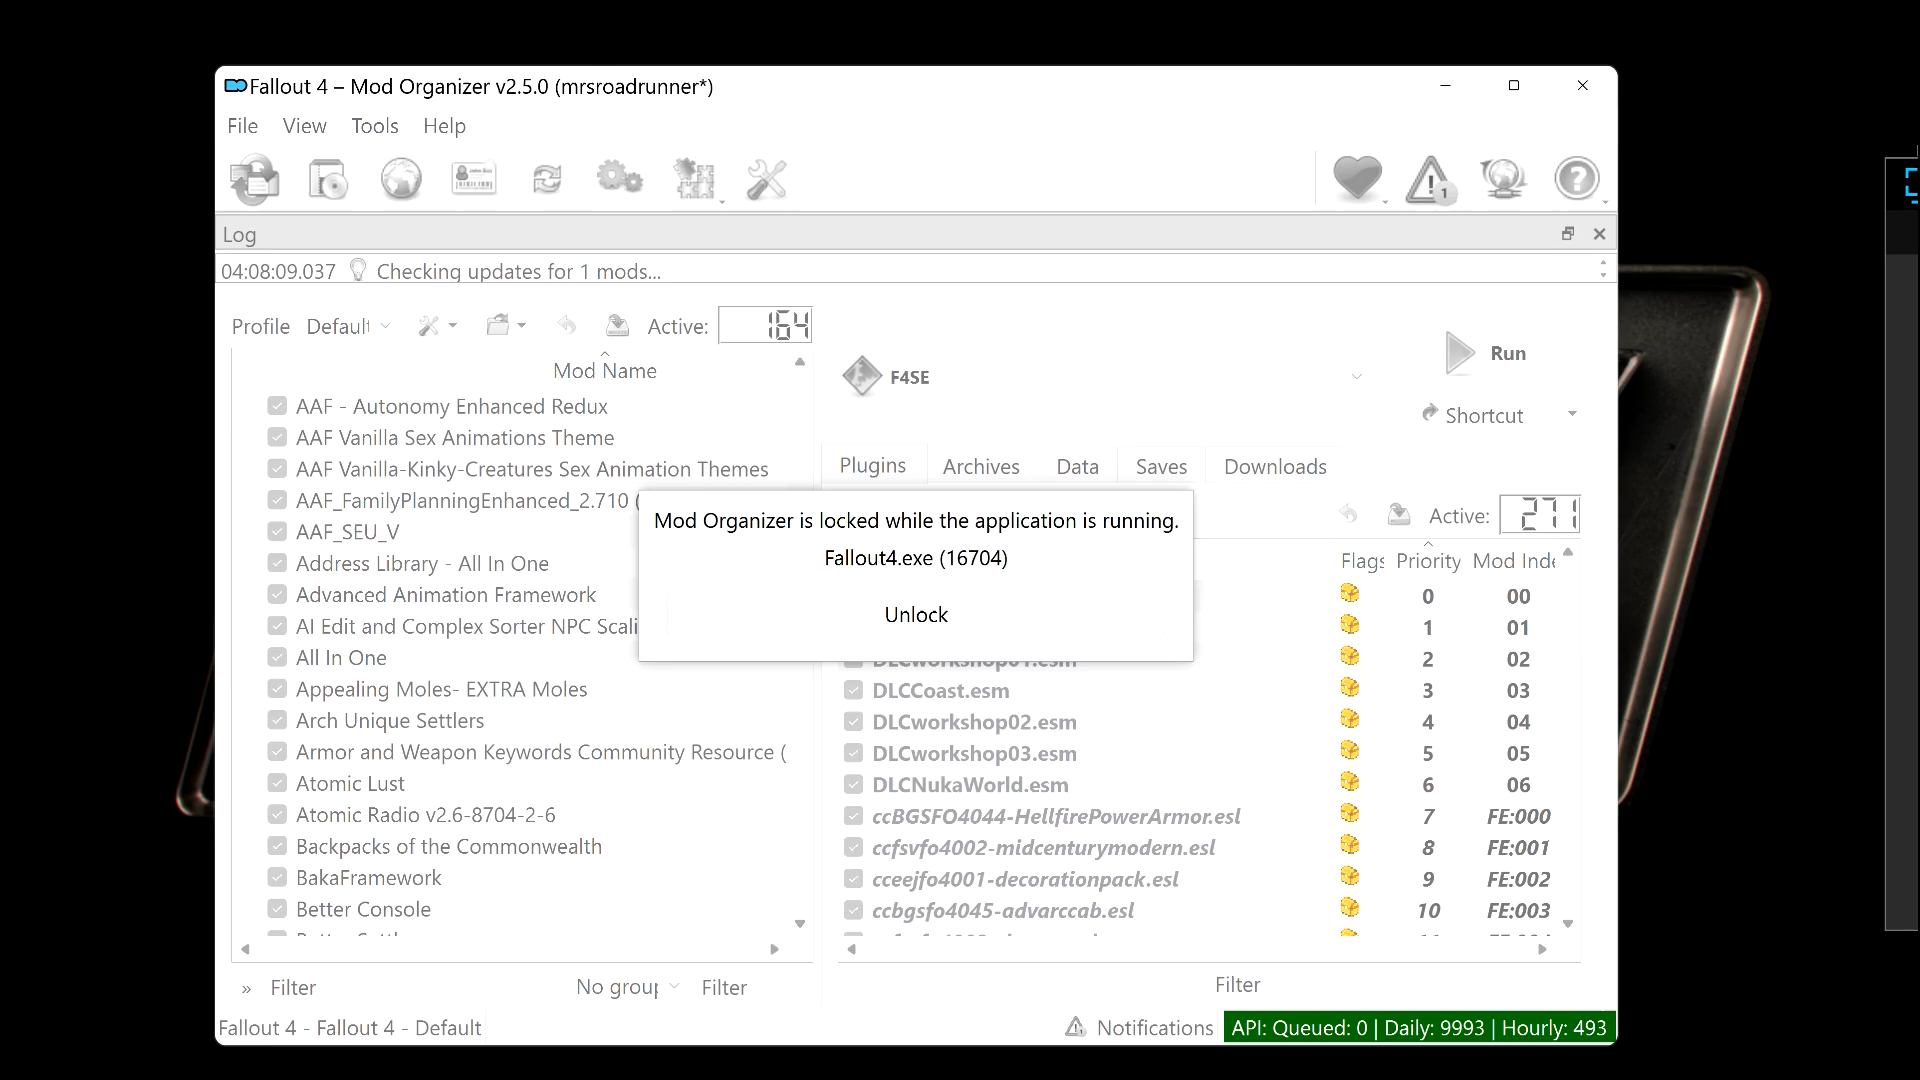 Fallout 4 – Mod Organizer v2.5.0 (mrsroadrunner*)
File View Tools Help
1
Log
04:08:09.037 Checking updates for 1 mods...
Profile Default Active: 164
Mod Name
AAF - Autonomy Enhanced Redux
AAF Vanilla Sex Animations Theme
AAF Vanilla-Kinky-Creatures Sex Animation Themes
AAF_FamilyPlanningEnhanced_2.710 (
AAF_SEU_V
Address Library - All In One
Advanced Animation Framework
AI Edit and Complex Sorter NPC Scali
All In One
Appealing Moles- EXTRA Moles
Arch Unique Settlers
Armor and Weapon Keywords Community Resource (
Atomic Lust
Atomic Radio v2.6-8704-2-6
Backpacks of the Commonwealth
BakaFramework
Better Console
» Filter No group Filter
F4SE
Run
Shortcut
Plugins Archives Data Saves Downloads
Active: 271
Flags Priority Mod Inde
0 00
1 01
DLCworkshop01.esm 2 02
DLCCoast.esm 3 03
DLCworkshop02.esm 4 04
DLCworkshop03.esm 5 05
DLCNukaWorld.esm 6 06
ccBGSFO4044-HellfirePowerArmor.esl 7 FE:000
ccfsvfo4002-midcenturymodern.esl 8 FE:001
cceejfo4001-decorationpack.esl 9 FE:002
ccbgsfo4045-advarccab.esl 10 FE:003
Filter
Mod Organizer is locked while the application is running.
Fallout4.exe (16704)
Unlock
Fallout 4 - Fallout 4 - Default
Notifications API: Queued: 0 | Daily: 9993 | Hourly: 493